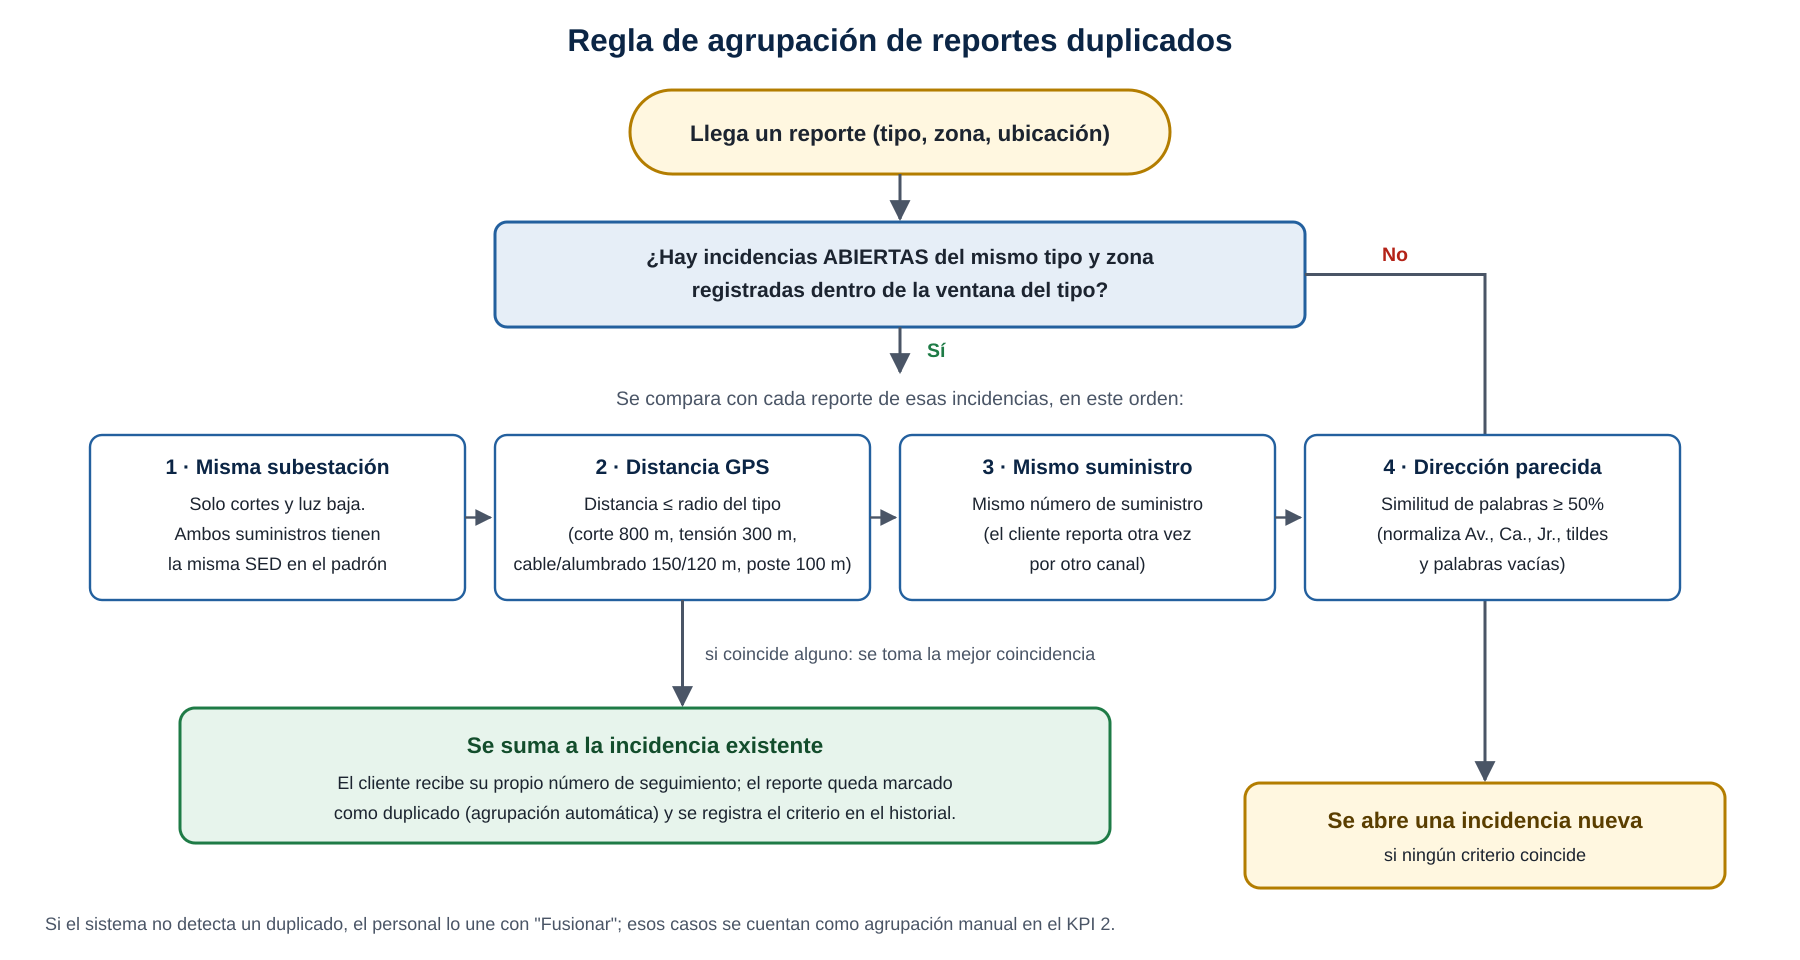 Regla de agrupación de reportes duplicados
Llega un reporte (tipo, zona, ubicación)
¿Hay incidencias ABIERTAS del mismo tipo y zona
registradas dentro de la ventana del tipo?
No
Sí
Se compara con cada reporte de esas incidencias, en este orden:
1 · Misma subestación
Solo cortes y luz baja.
Ambos suministros tienen
la misma SED en el padrón
2 · Distancia GPS
Distancia ≤ radio del tipo
(corte 800 m, tensión 300 m,
cable/alumbrado 150/120 m, poste 100 m)
3 · Mismo suministro
Mismo número de suministro
(el cliente reporta otra vez
por otro canal)
4 · Dirección parecida
Similitud de palabras ≥ 50%
(normaliza Av., Ca., Jr., tildes
y palabras vacías)
si coincide alguno: se toma la mejor coincidencia
Se suma a la incidencia existente
El cliente recibe su propio número de seguimiento; el reporte queda marcado
como duplicado (agrupación automática) y se registra el criterio en el historial.
Se abre una incidencia nueva
si ningún criterio coincide
Si el sistema no detecta un duplicado, el personal lo une con "Fusionar"; esos casos se cuentan como agrupación manual en el KPI 2.